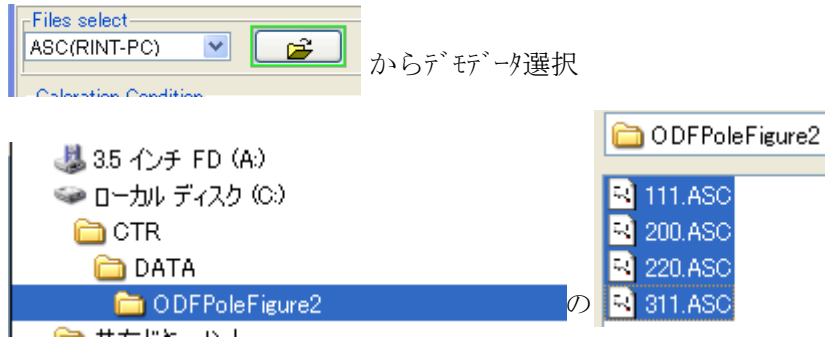 Files select
ASC(RINT-PC)
からデモデータ選択
3.5 インチ FD (A:)
ローカル ディスク (C:)
CTR
DATA
ODFPoleFigure2
の
ODFPoleFigure2
111.ASC
200.ASC
220.ASC
311.ASC